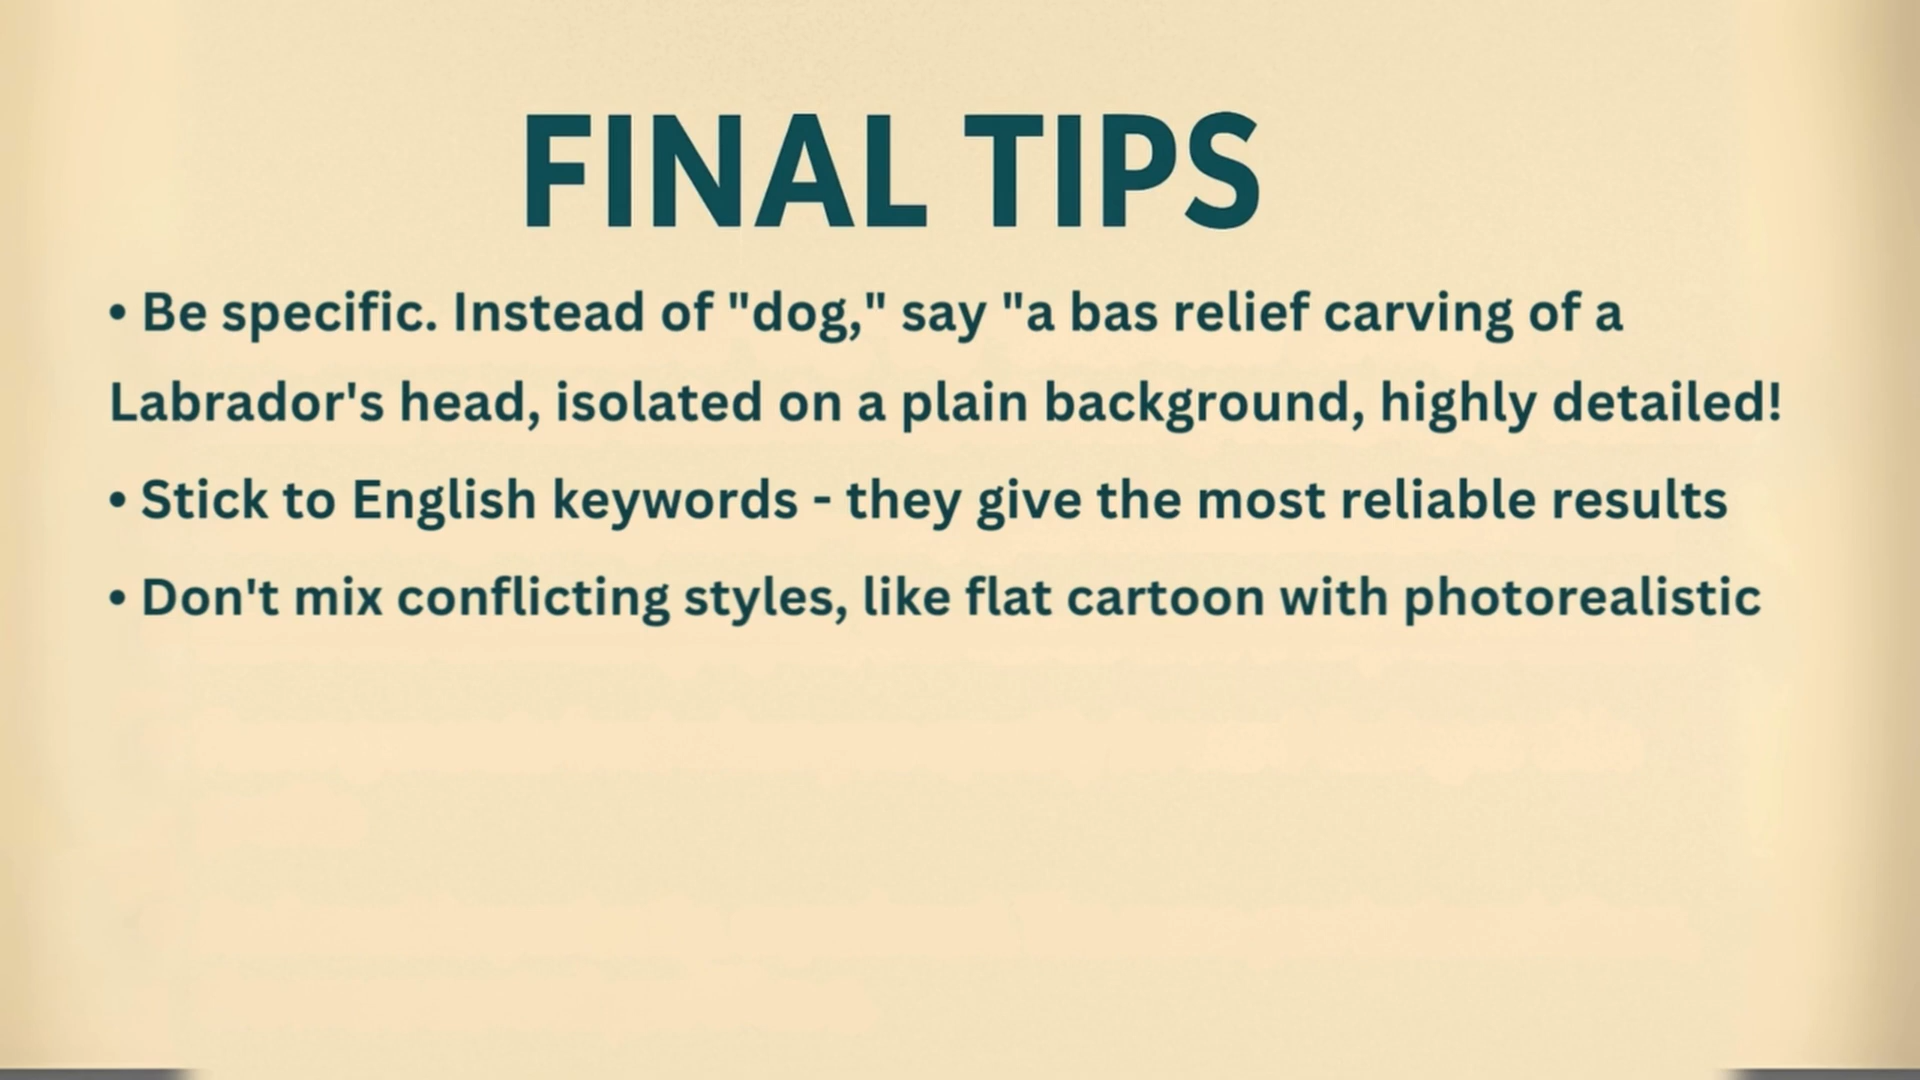 FINAL TIPS
• Be specific. Instead of "dog," say "a bas relief carving of a
Labrador's head, isolated on a plain background, highly detailed!
• Stick to English keywords - they give the most reliable results
• Don't mix conflicting styles, like flat cartoon with photorealistic